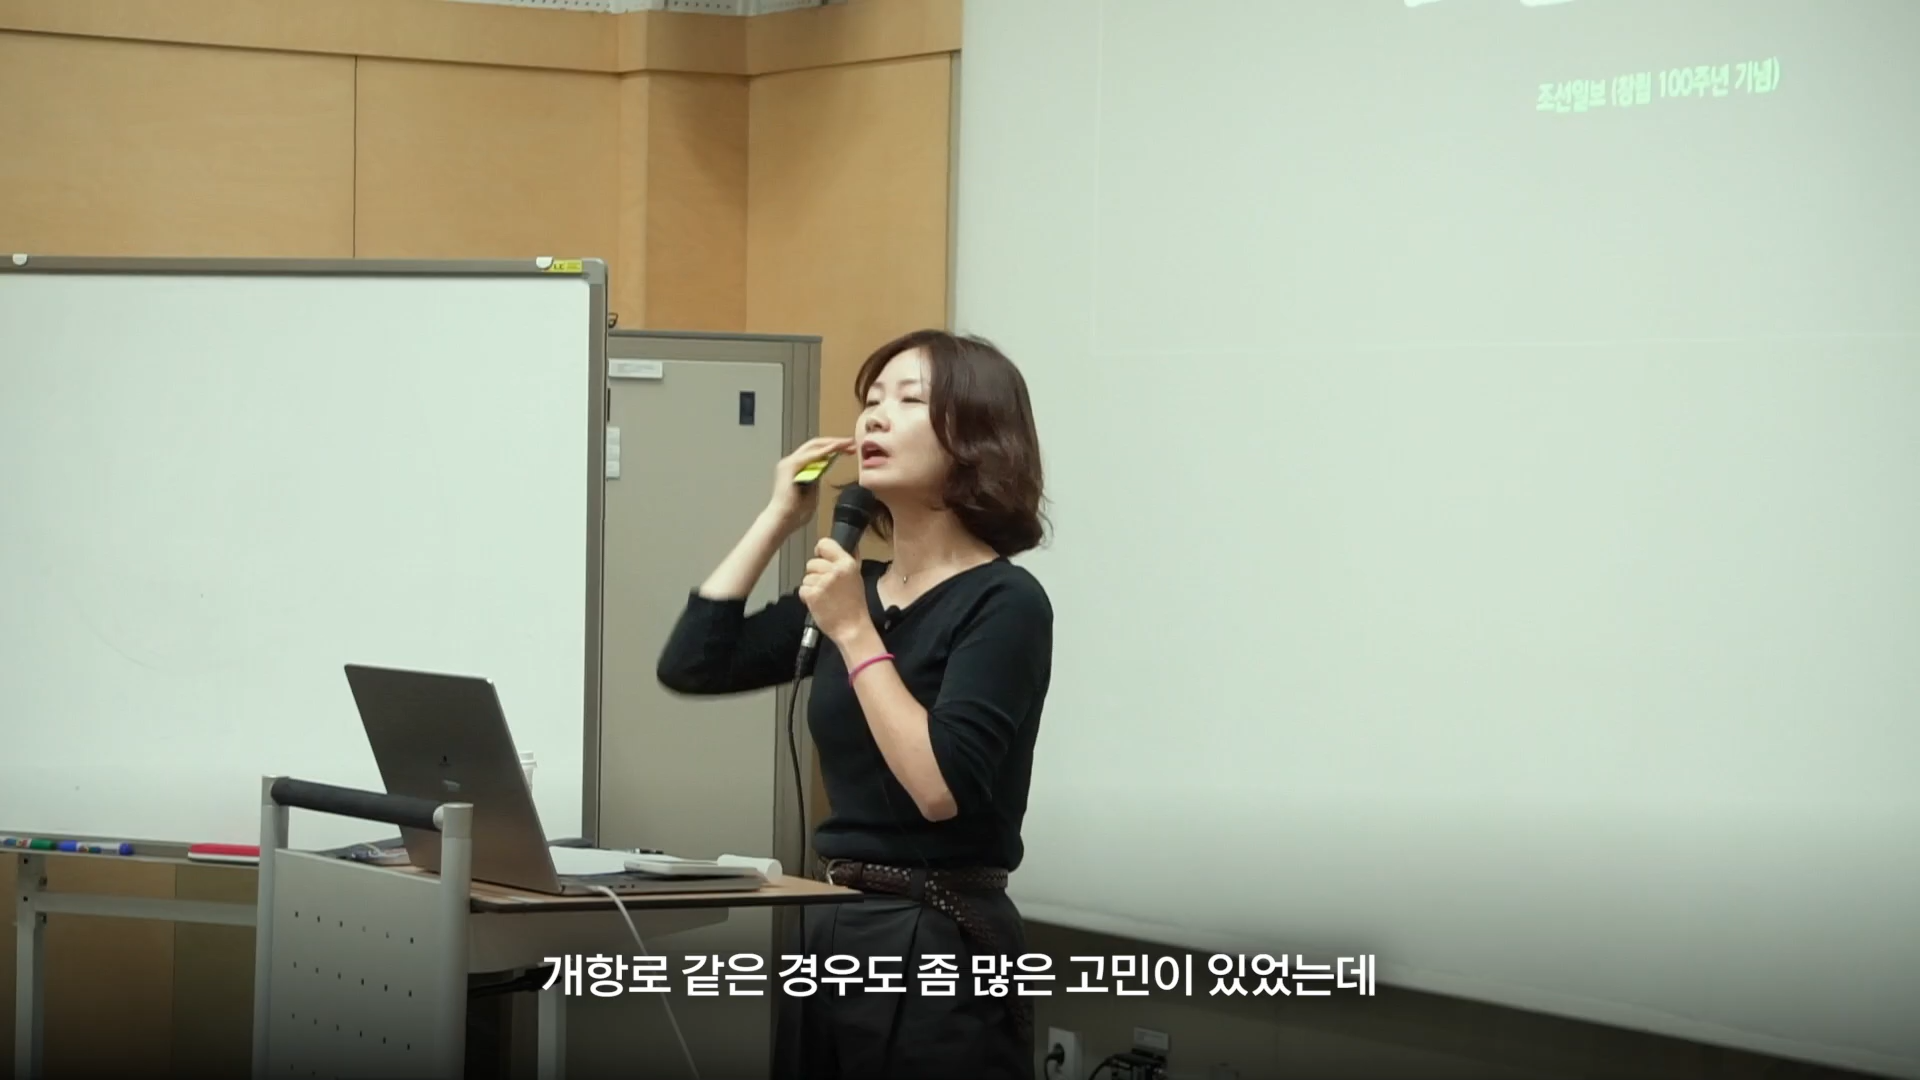 조선일보 (창립 100주년 기념)
개항로 같은 경우도 좀 많은 고민이 있었는데